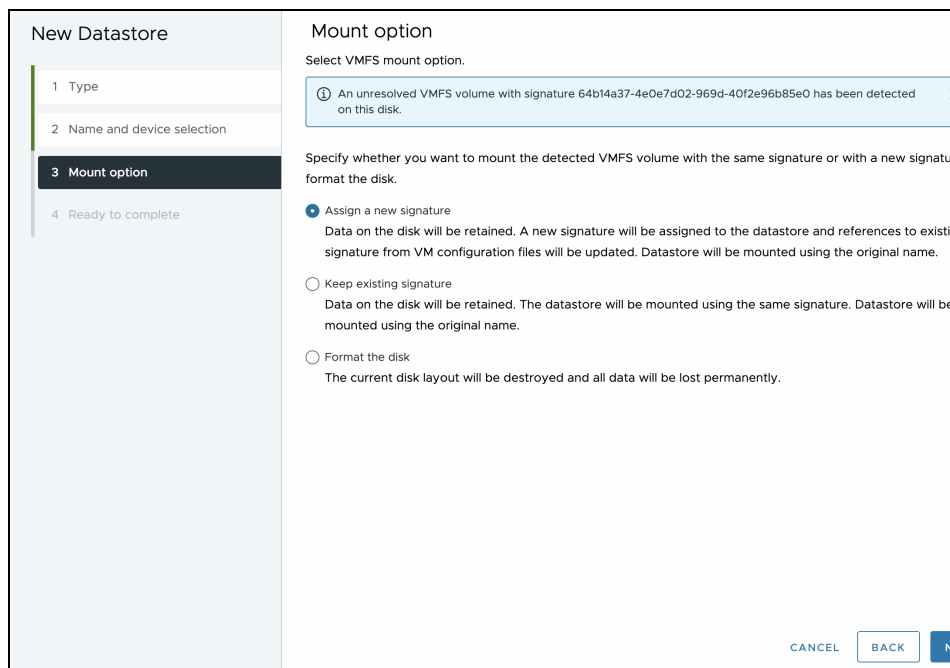 New Datastore
1 Type
2 Name and device selection
3 Mount option
4 Ready to complete
Mount option
Select VMFS mount option.
An unresolved VMFS volume with signature 64b14a37-4e0e7d02-969d-40f2e96b85e0 has been detected
on this disk.
Specify whether you want to mount the detected VMFS volume with the same signature or with a new
format the disk.
Assign a new signature
Data on the disk will be retained. A new signature will be assigned to the datastore and references to
signature from VM configuration files will be updated. Datastore will be mounted using the original name.
Keep existing signature
Data on the disk will be retained. The datastore will be mounted using the same signature. Datastore will be
mounted using the original name.
Format the disk
The current disk layout will be destroyed and all data will be lost permanently.
CANCEL
BACK